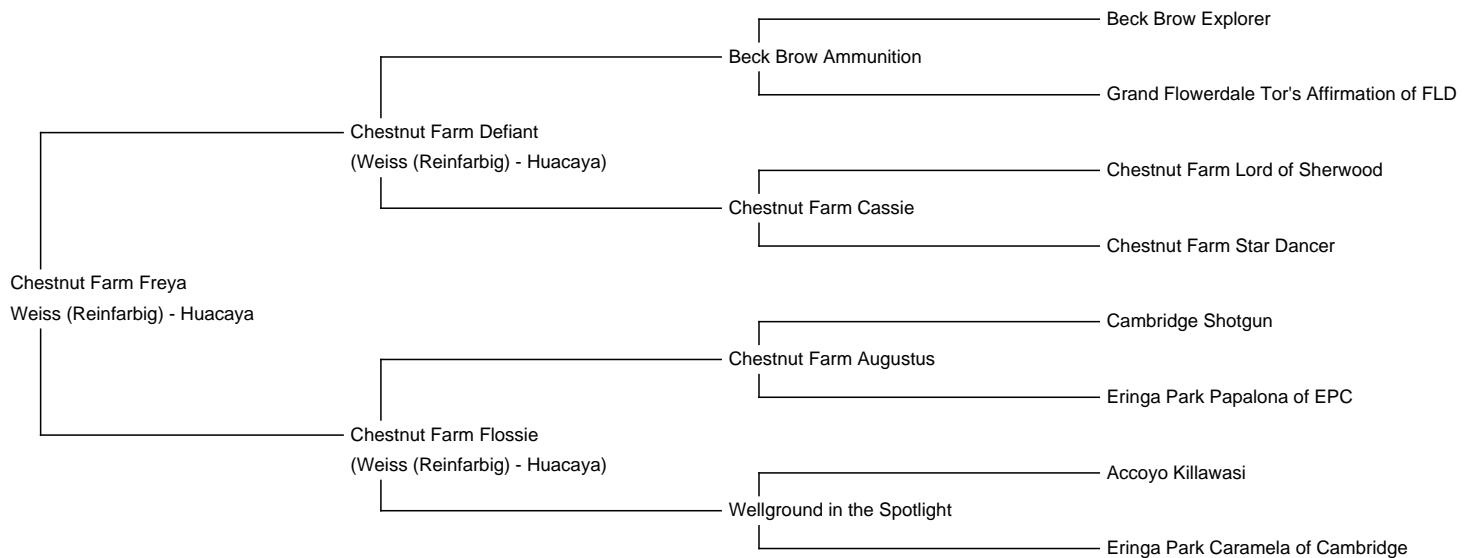 Beck Brow Explorer
Beck Brow Ammunition
Grand Flowerdale Tor's Affirmation of FLD
Chestnut Farm Defiant
(Weiss (Reinfarbig) - Huacaya)
Chestnut Farm Lord of Sherwood
Chestnut Farm Cassie
Chestnut Farm Star Dancer
Chestnut Farm Freya
Weiss (Reinfarbig) - Huacaya
Cambridge Shotgun
Chestnut Farm Augustus
Eringa Park Papalona of EPC
Chestnut Farm Flossie
(Weiss (Reinfarbig) - Huacaya)
Accoyo Killawasi
Wellground in the Spotlight
Eringa Park Caramela of Cambridge